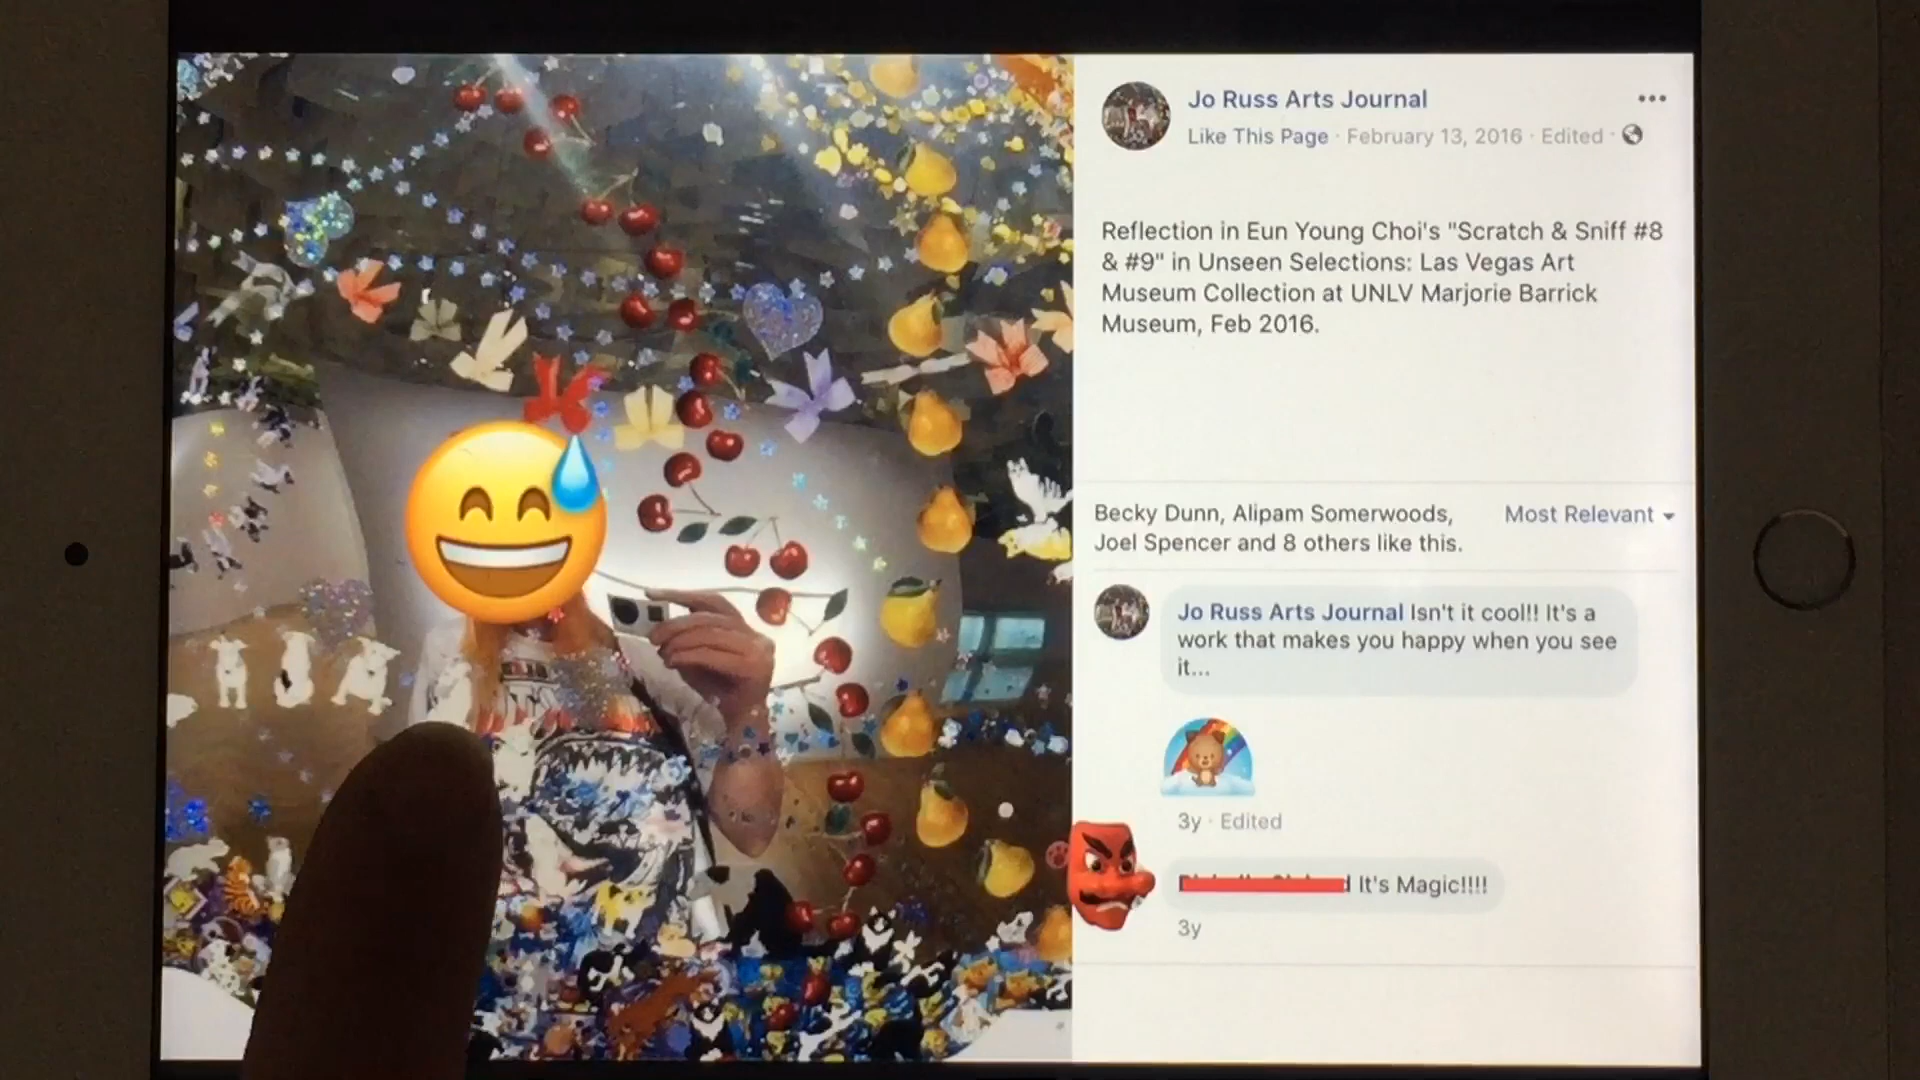 Jo Russ Arts Journal
Like This Page · February 13, 2016 · Edited ·
Reflection in Eun Young Choi's "Scratch & Sniff #8
& #9" in Unseen Selections: Las Vegas Art
Museum Collection at UNLV Marjorie Barrick
Museum, Feb 2016.
Becky Dunn, Alipam Somerwoods,
Joel Spencer and 8 others like this.
Most Relevant
Jo Russ Arts Journal Isn't it cool!! It's a
work that makes you happy when you see
it...
3y · Edited
It's Magic!!!!
3y